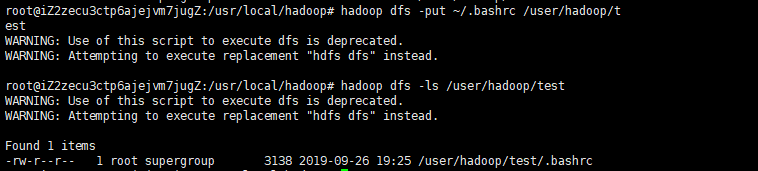 root@iZ2zecu3ctp6ajejvm7jugZ:/usr/local/hadoop# hadoop dfs -put ~/.bashrc /user/hadoop/t
est
WARNING: Use of this script to execute dfs is deprecated.
WARNING: Attempting to execute replacement "hdfs dfs" instead.
root@iZ2zecu3ctp6ajejvm7jugZ:/usr/local/hadoop# hadoop dfs -ls /user/hadoop/test
WARNING: Use of this script to execute dfs is deprecated.
WARNING: Attempting to execute replacement "hdfs dfs" instead.
Found 1 items
-rw-r--r--   1 root supergroup       3138 2019-09-26 19:25 /user/hadoop/test/.bashrc